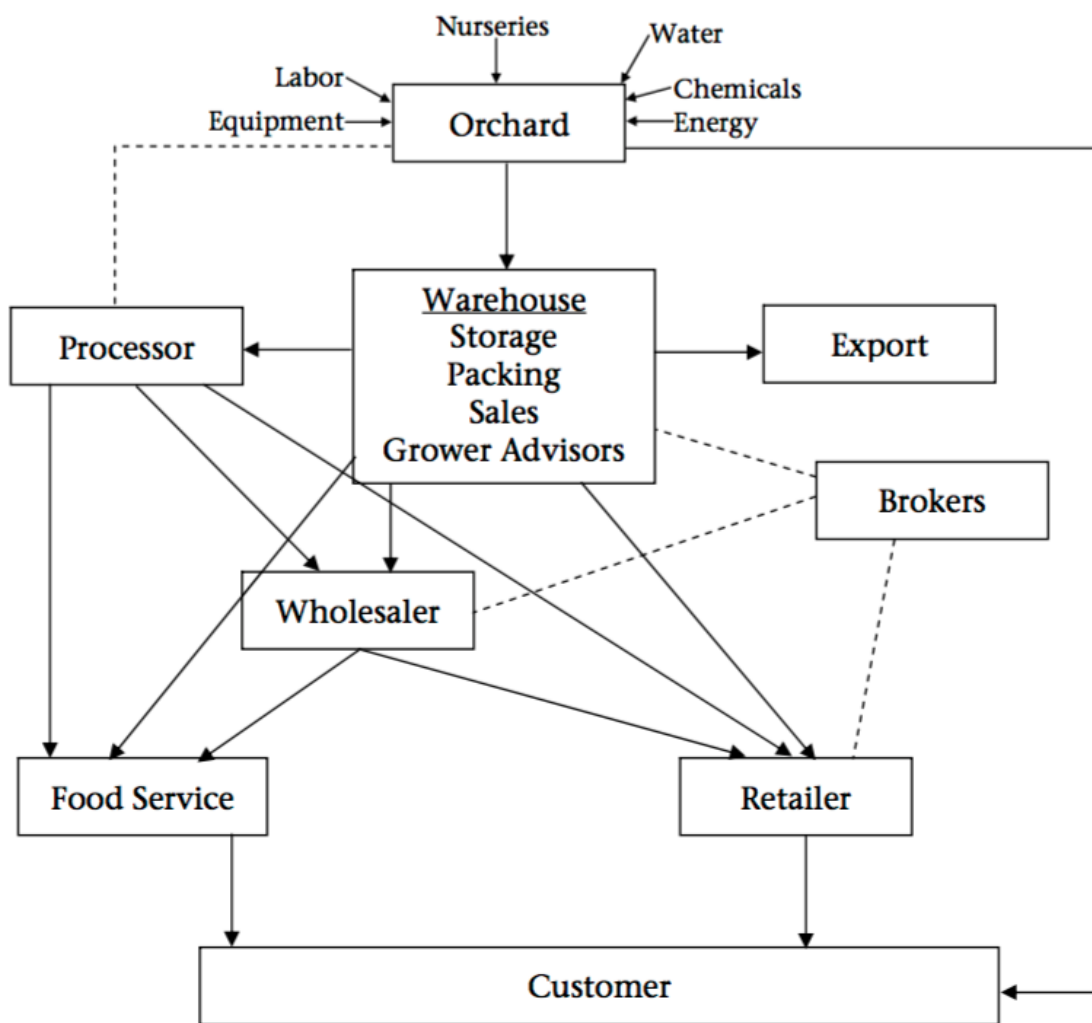 Nurseries
Water
Labor
Chemicals
Equipment
Orchard
Energy
Warehouse
Storage
Packing
Sales
Grower Advisors
Processor
Export
Brokers
Wholesaler
Food Service
Retailer
Customer